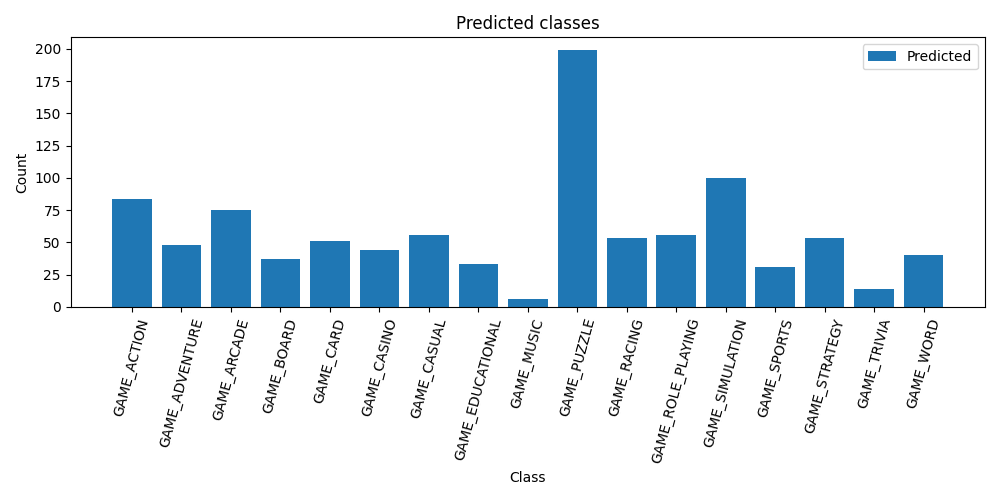 Predicted classes
Predicted
Count
200
175
150
125
100
75
50
25
0
GAME_ACTION
GAME_ADVENTURE
GAME_ARCADE
GAME_BOARD
GAME_CARD
GAME_CASINO
GAME_CASUAL
GAME_EDUCATIONAL
GAME_MUSIC
GAME_PUZZLE
GAME_RACING
GAME_ROLE_PLAYING
GAME_SIMULATION
GAME_SPORTS
GAME_STRATEGY
GAME_TRIVIA
GAME_WORD
Class